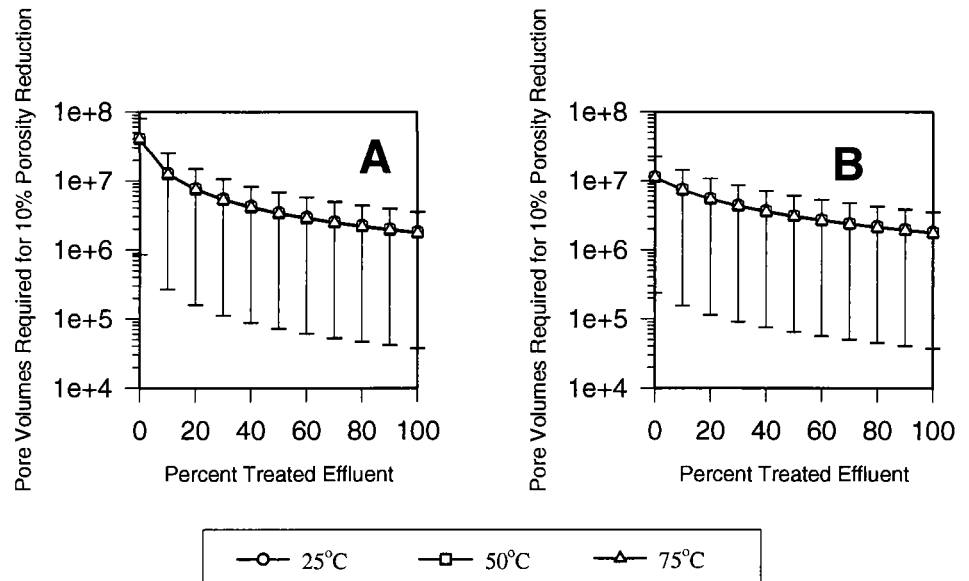 Pore Volumes Required for 10% Porosity Reduction
A
1e+8
1e+7
1e+6
1e+5
1e+4
0 20 40 60 80 100
Percent Treated Effluent
Pore Volumes Required for 10% Porosity Reduction
B
1e+8
1e+7
1e+6
1e+5
1e+4
0 20 40 60 80 100
Percent Treated Effluent
25°C 50°C 75°C